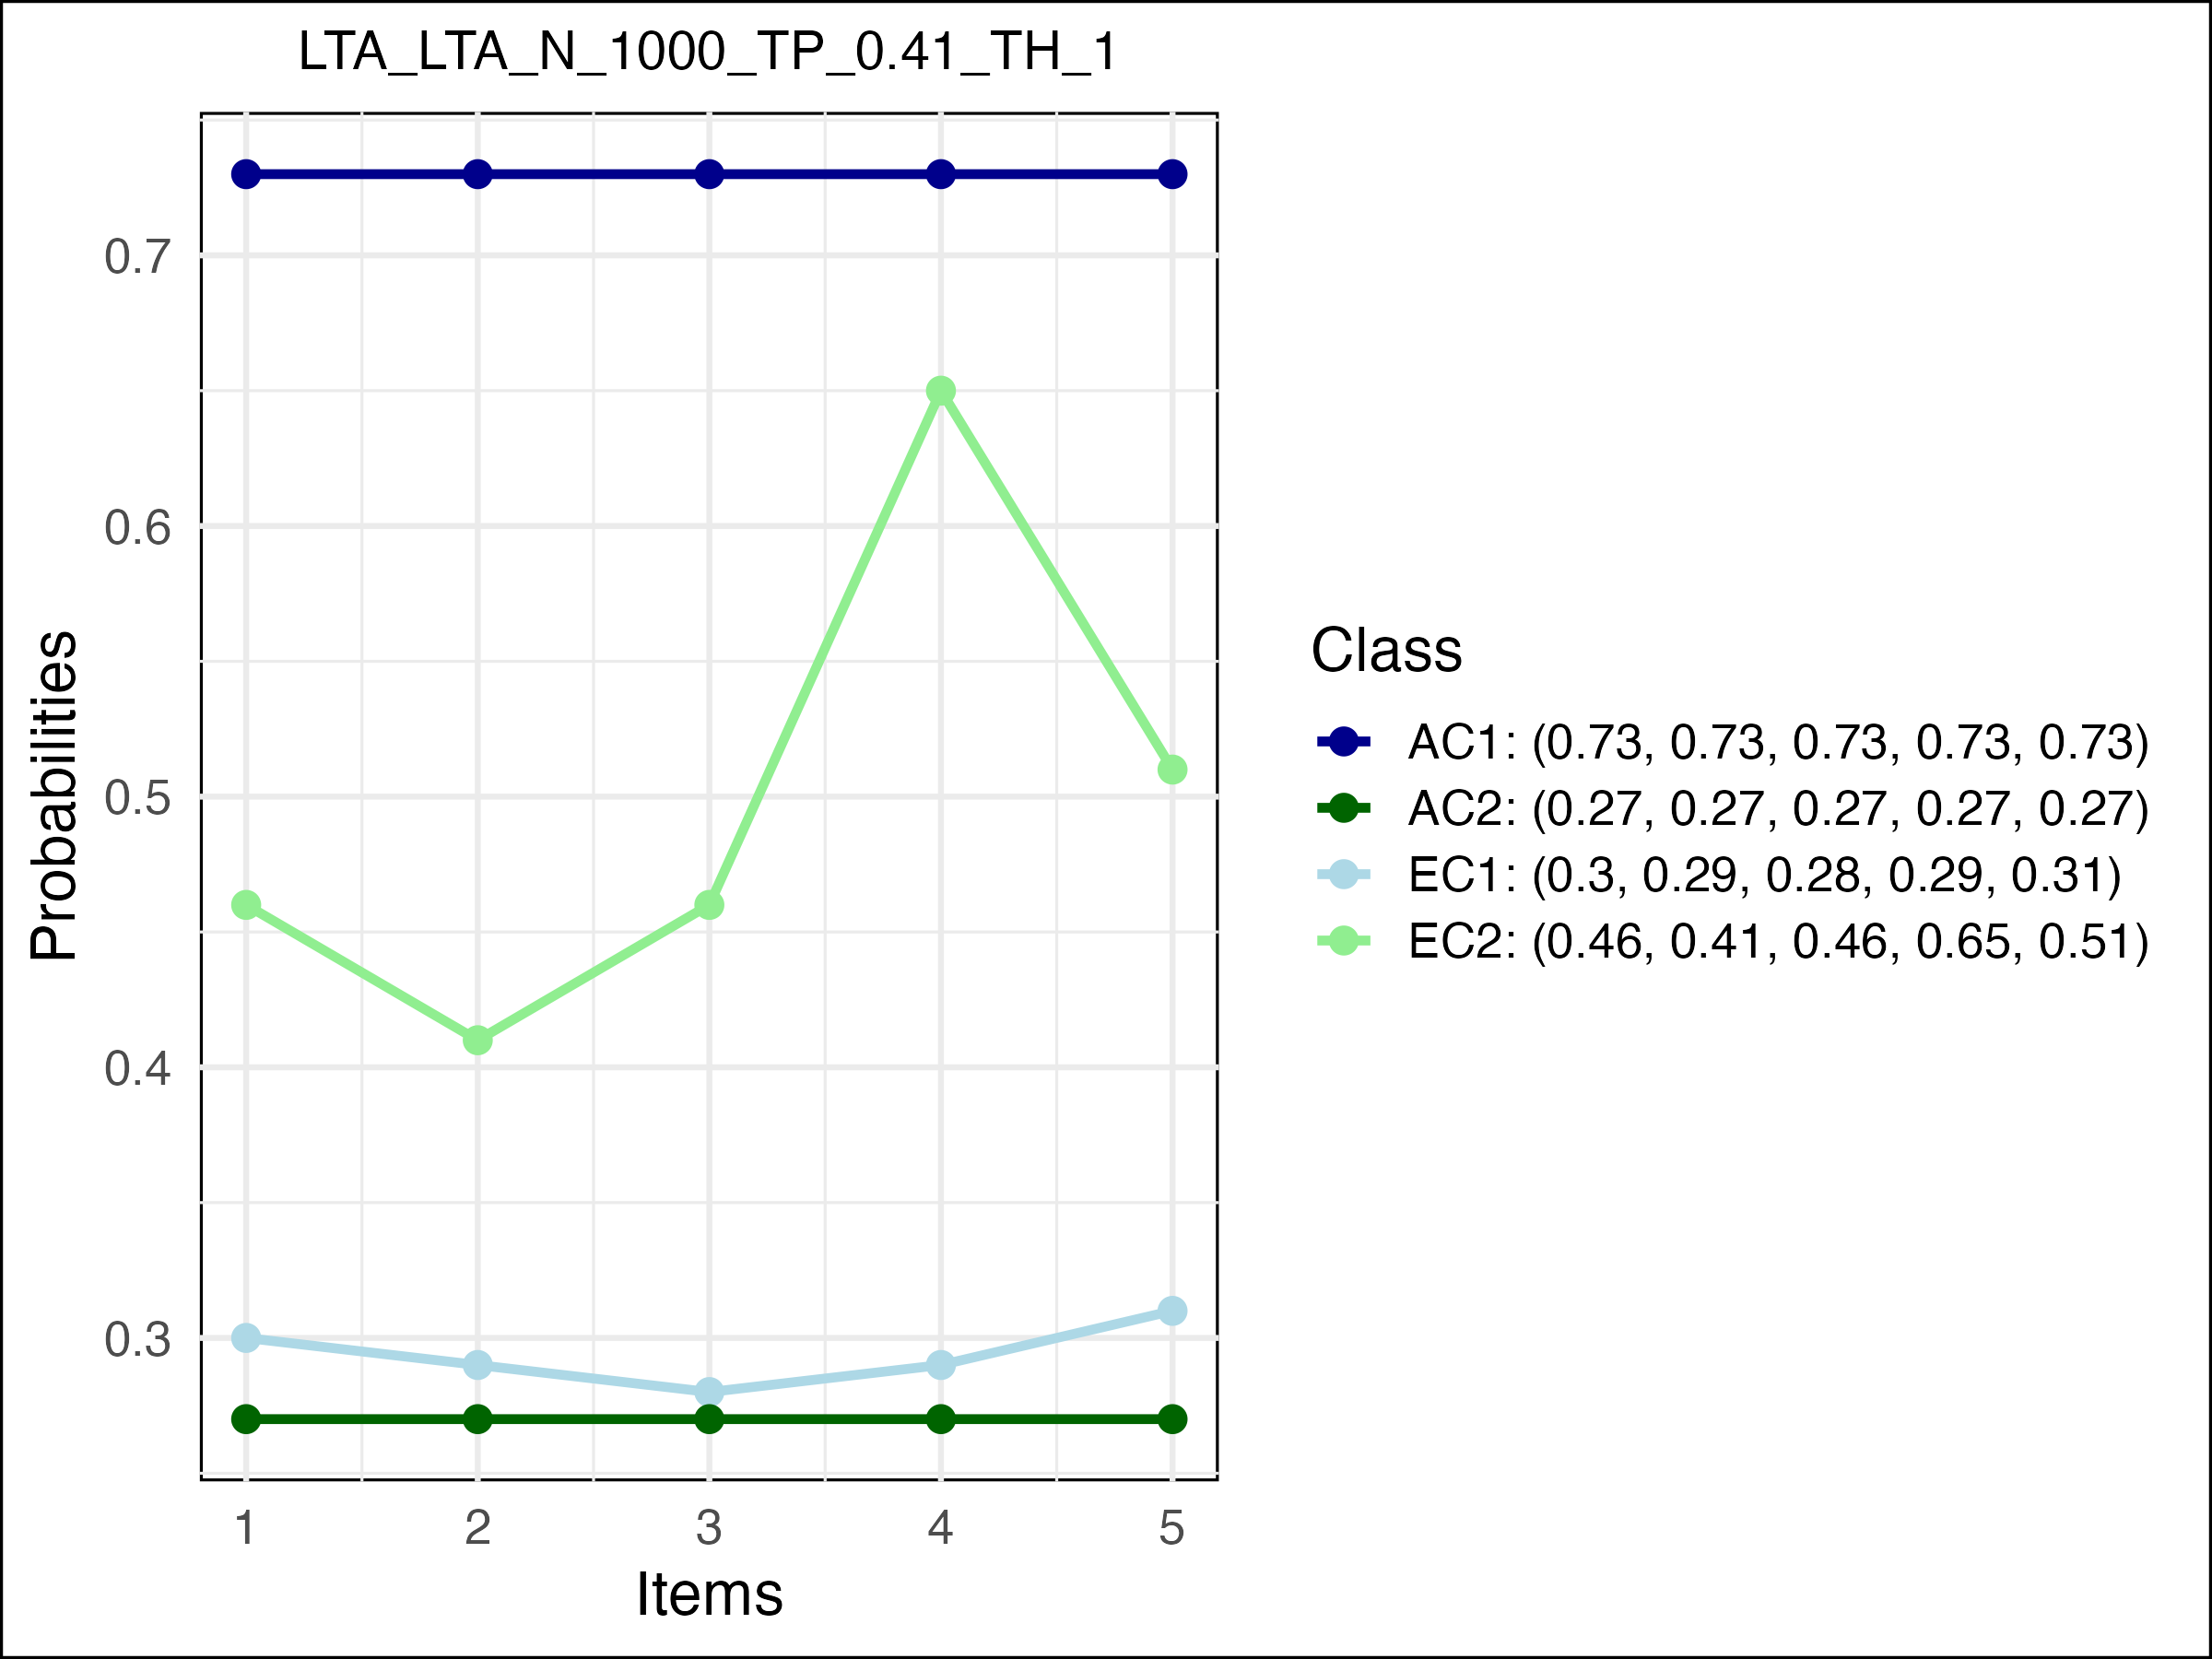 LTA_LTA_N_1000_TP_0.41_TH_1
0.7
0.6
0.5
0.4
0.3
Probabilities
1 2 3 4 5
Items
Class
AC1: (0.73, 0.73, 0.73, 0.73, 0.73)
AC2: (0.27, 0.27, 0.27, 0.27, 0.27)
EC1: (0.3, 0.29, 0.28, 0.29, 0.31)
EC2: (0.46, 0.41, 0.46, 0.65, 0.51)